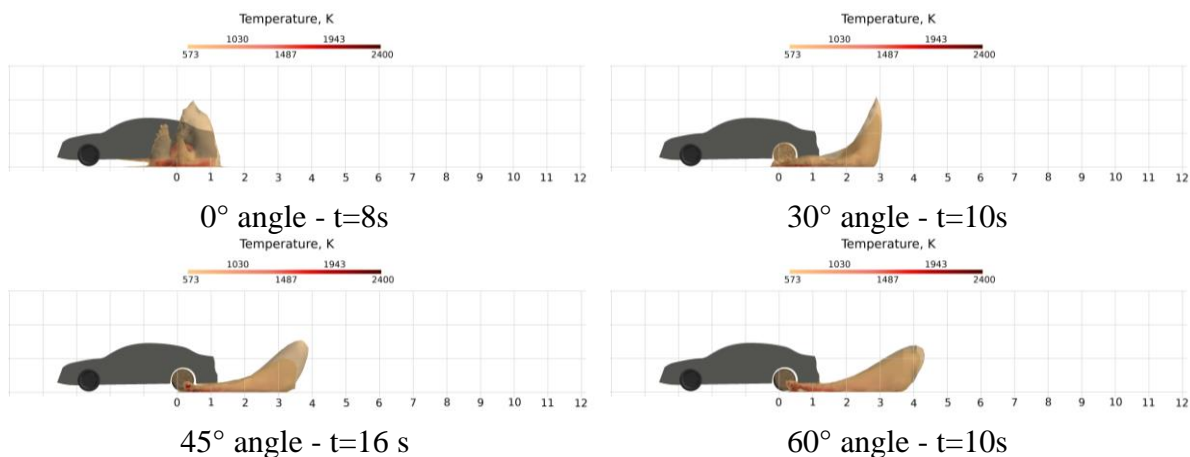 Temperature, K
1030 1943
573 1487 2400
0 1 2 3 4 5 6 7 8 9 10 11 12
0° angle - t=8s
Temperature, K
1030 1943
573 1487 2400
0 1 2 3 4 5 6 7 8 9 10 11 12
30° angle - t=10s
Temperature, K
1030 1943
573 1487 2400
0 1 2 3 4 5 6 7 8 9 10 11 12
45° angle - t=16 s
Temperature, K
1030 1943
573 1487 2400
0 1 2 3 4 5 6 7 8 9 10 11 12
60° angle - t=10s